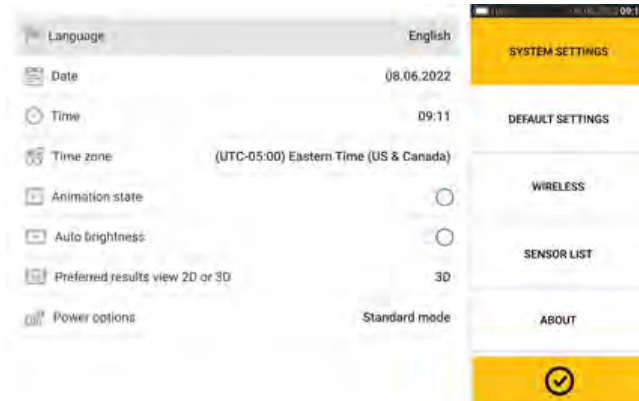 Language English
Date 08.06.2022
Time 09:11
Time zone (UTC-05:00) Eastern Time (US & Canada)
Animation state
Auto brightness
Preferred results view 2D or 3D 3D
Power options Standard mode
SYSTEM SETTINGS
DEFAULT SETTINGS
WIRELESS
SENSOR LIST
ABOUT